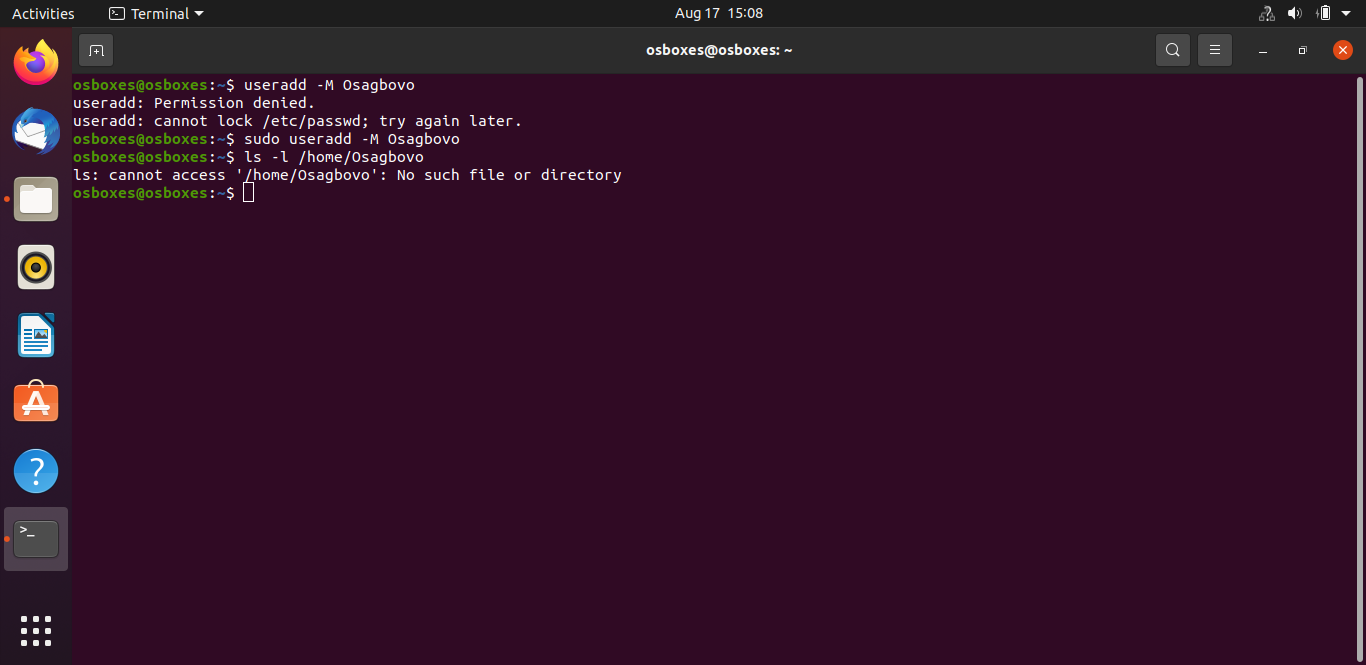 Activities
Terminal
Aug 17 15:08
osboxes@osboxes: ~
osboxes@osboxes:~$ useradd -M Osagbovo
useradd: Permission denied.
useradd: cannot lock /etc/passwd; try again later.
osboxes@osboxes:~$ sudo useradd -M Osagbovo
osboxes@osboxes:~$ ls -l /home/Osagbovo
ls: cannot access '/home/Osagbovo': No such file or directory
osboxes@osboxes:~$